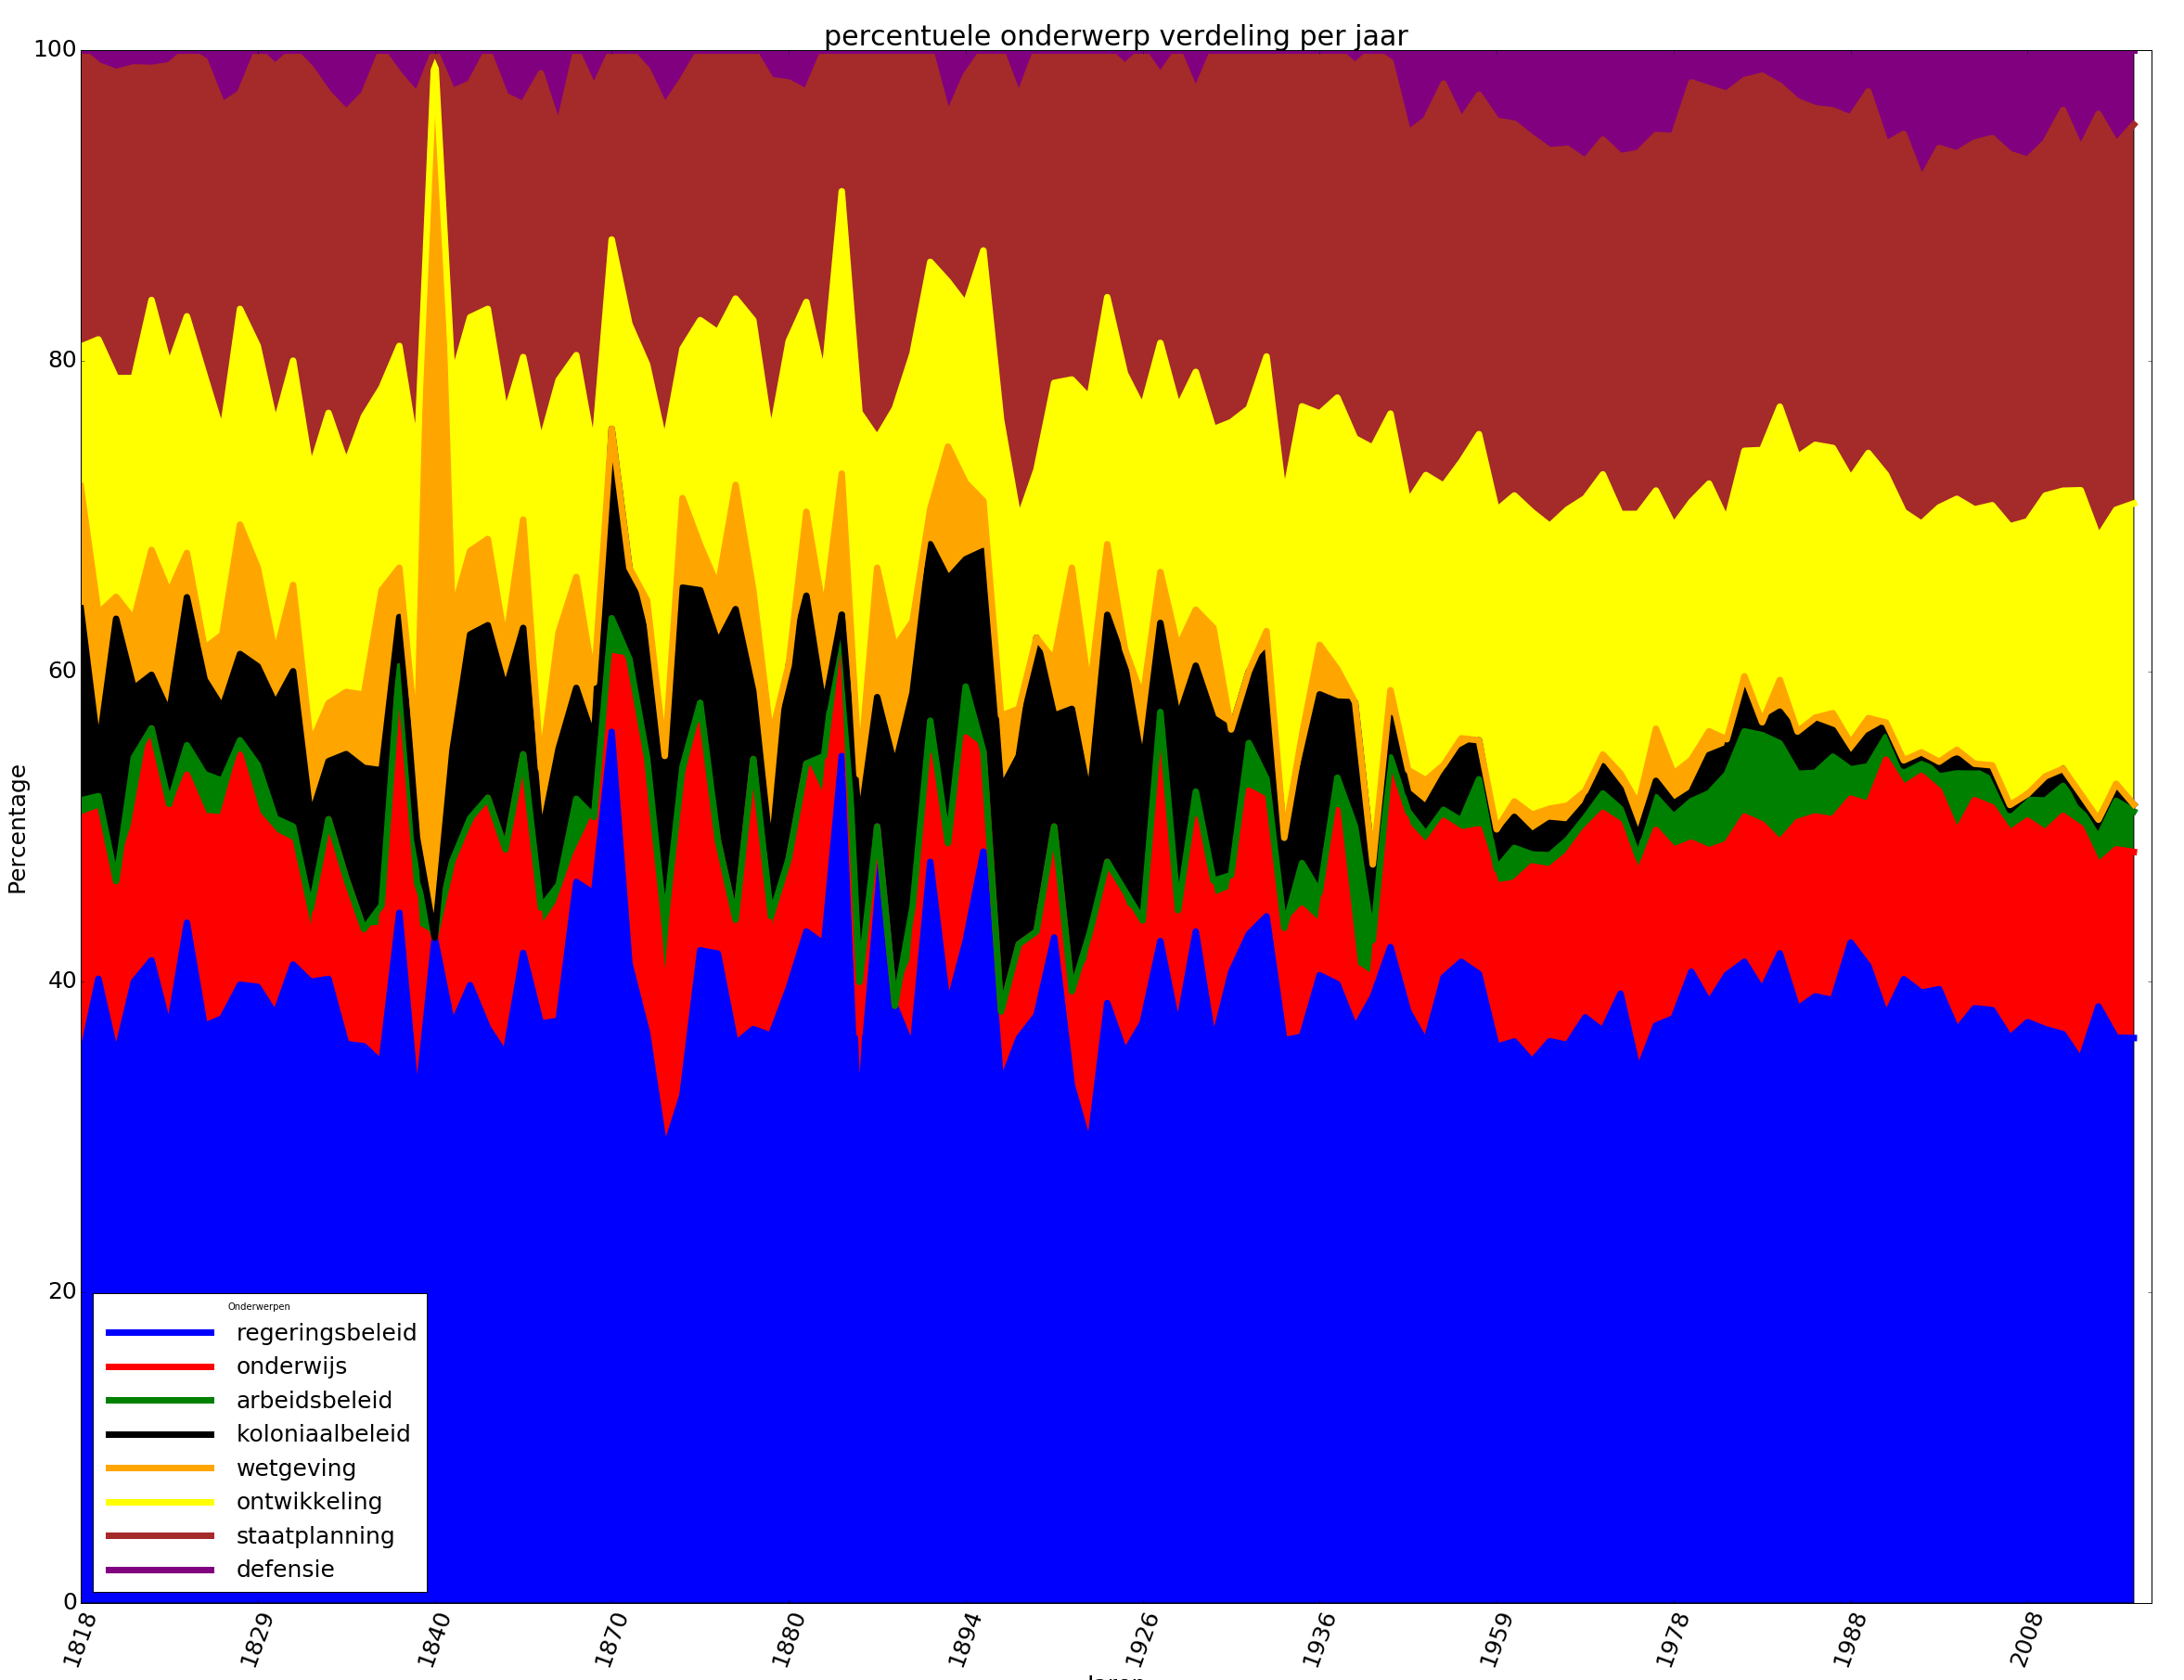 percentuele onderwerp verdeling per jaar
Percentage
100
80
60
40
20
0
Onderwerpen
regeringsbeleid
onderwijs
arbeidsbeleid
koloniaalbeleid
wetgeving
ontwikkeling
staatplanning
defensie
1818 1829 1840 1870 1880 1894 1926 1936 1959 1978 1988 2008